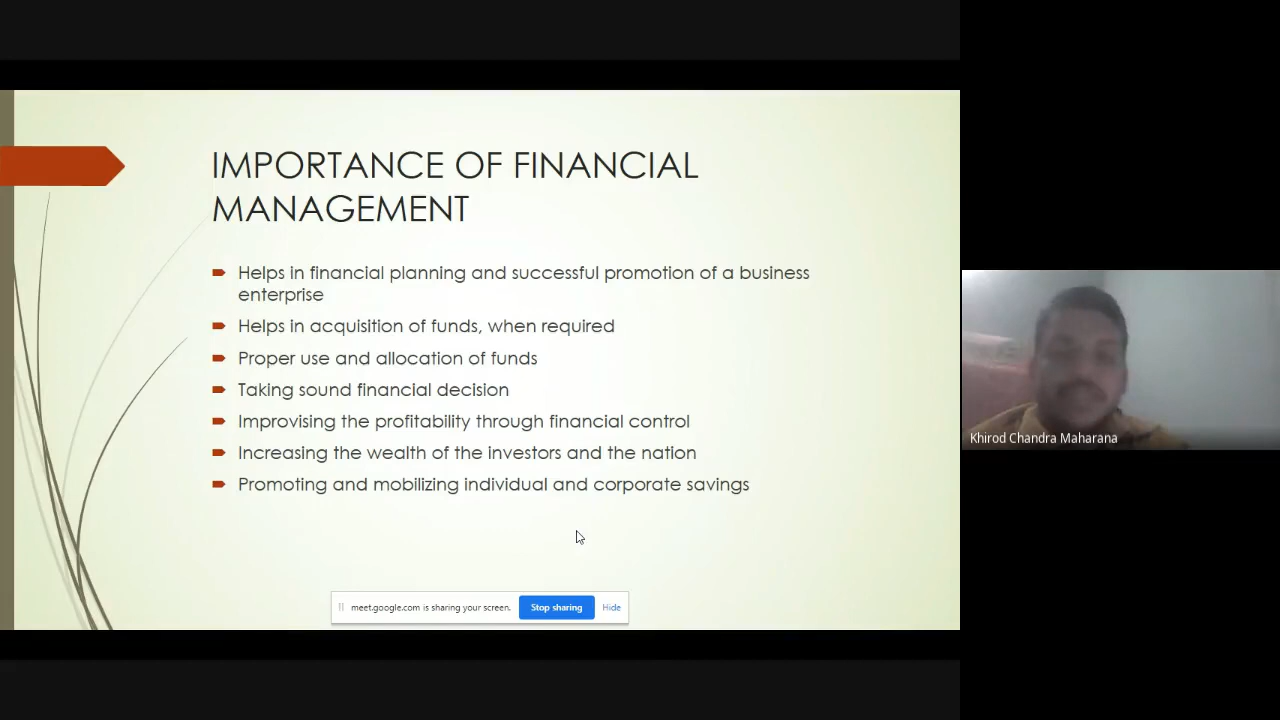 IMPORTANCE OF FINANCIAL
MANAGEMENT
Helps in financial planning and successful promotion of a business
enterprise
Helps in acquisition of funds, when required
Proper use and allocation of funds
Taking sound financial decision
Improvising the profitability through financial control
Increasing the wealth of the investors and the nation
Promoting and mobilizing individual and corporate savings
meet.google.com is sharing your screen. Stop sharing Hide
Khirod Chandra Maharana